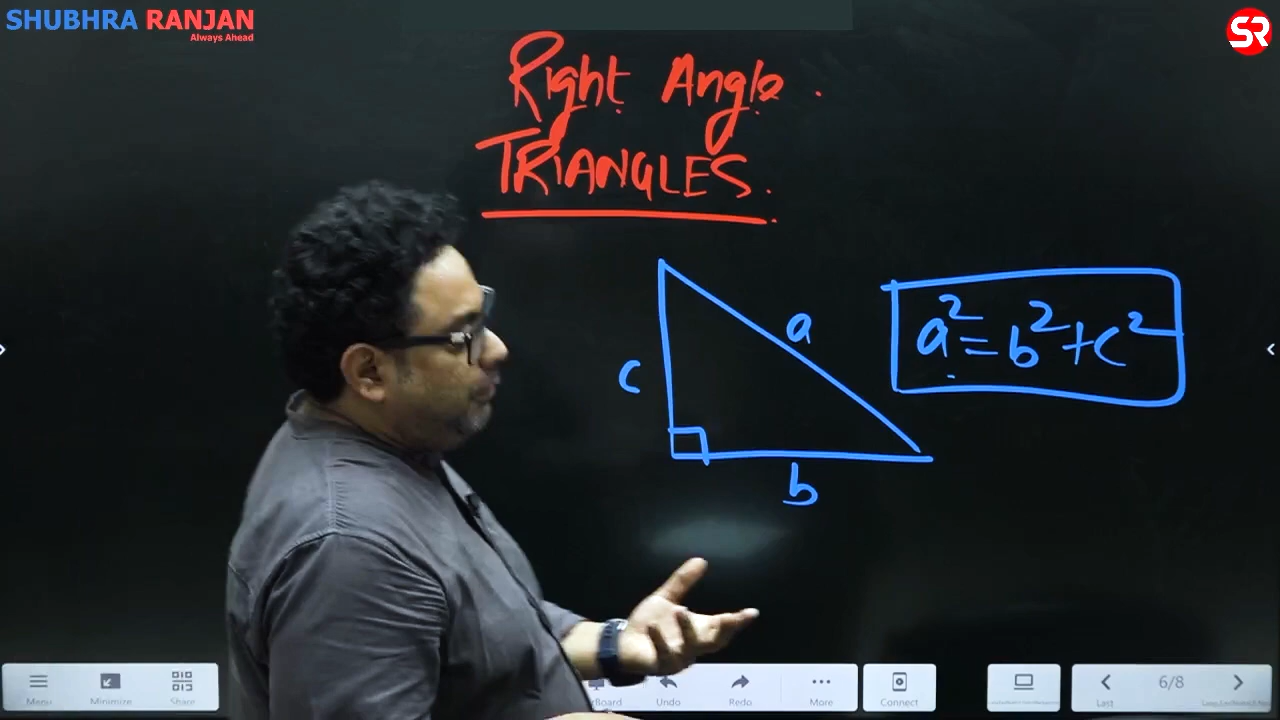 SHUBHRA RANJAN
Always Ahead
SR
Right Angle.
TRIANGLES.
a
c
b
a²=b²+c²
Menu
Minimize
Share
Undo
Redo
More
Connect
Last
6/8